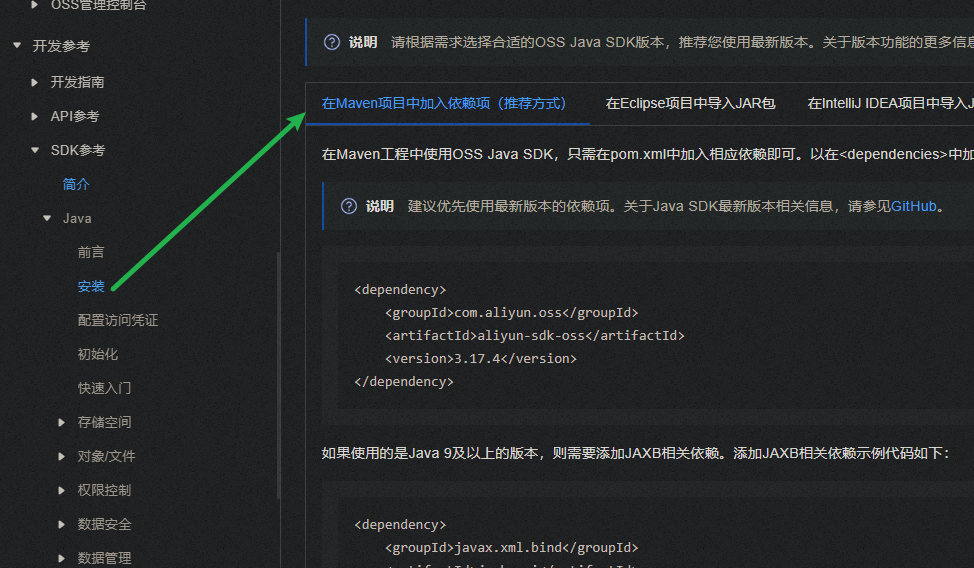 OSS管理控制台
开发参考
开发指南
API参考
SDK参考
简介
Java
前言
安装
配置访问凭证
初始化
快速入门
存储空间
对象/文件
权限控制
数据安全
数据管理
说明 请根据需求选择合适的OSS Java SDK版本，推荐您使用最新版本。关于版本功能的更多信息
在Maven项目中加入依赖项（推荐方式） 在Eclipse项目中导入JAR包 在IntelliJ IDEA项目中导入J
在Maven工程中使用OSS Java SDK，只需在pom.xml中加入相应依赖即可。以在<dependencies>中加
说明 建议优先使用最新版本的依赖项。关于Java SDK最新版本相关信息，请参见GitHub。
<dependency>
<groupId>com.aliyun.oss</groupId>
<artifactId>aliyun-sdk-oss</artifactId>
<version>3.17.4</version>
</dependency>
如果使用的是Java 9及以上的版本，则需要添加JAXB相关依赖。添加JAXB相关依赖示例代码如下：
<dependency>
<groupId>javax.xml.bind</groupId>